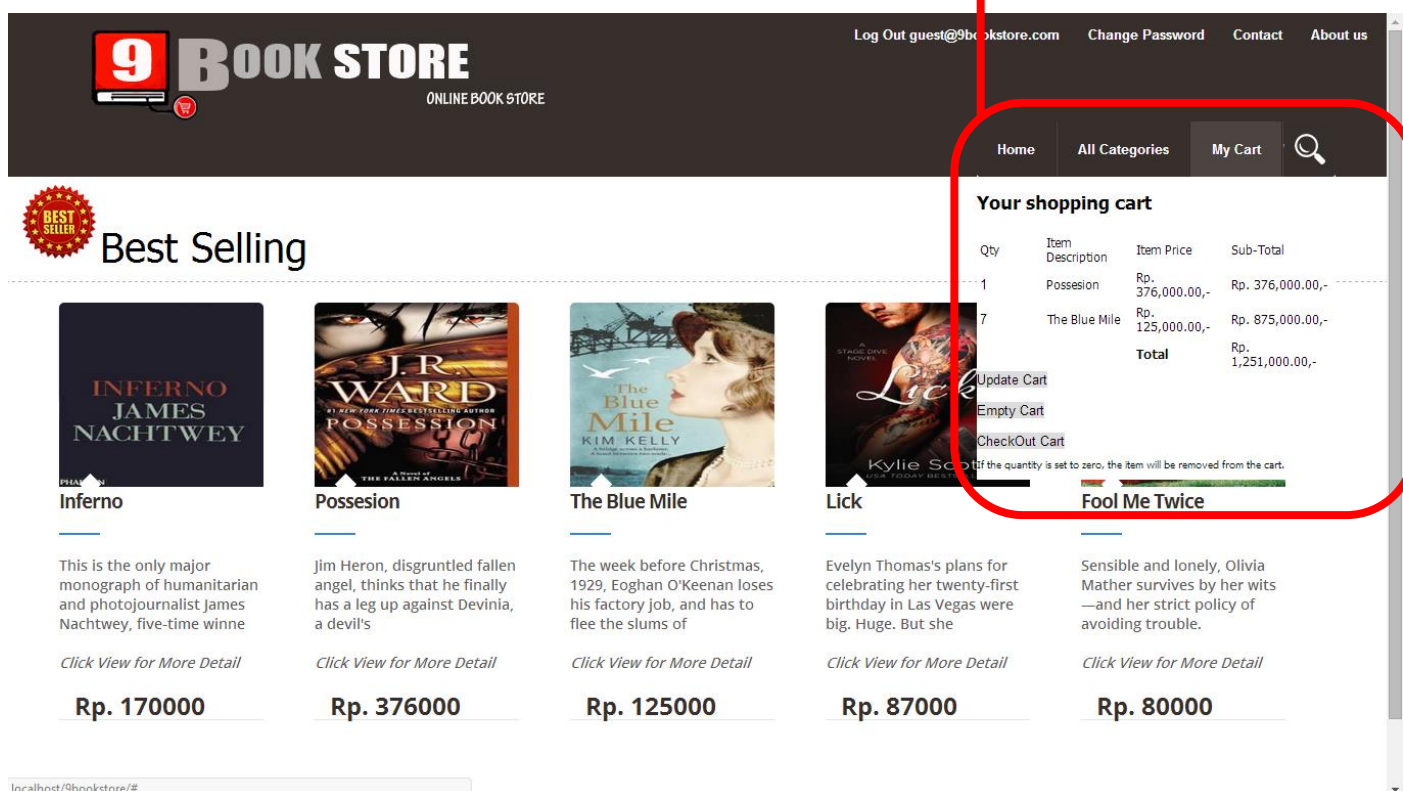 Log Out guest@9bookstore.com Change Password Contact About us
9 BOOK STORE
ONLINE BOOK STORE
Home All Categories My Cart
BEST
SELLER
Best Selling
Your shopping cart
Qty Item Description Item Price Sub-Total
1 Possesion Rp. 376,000.00,- Rp. 376,000.00,-
7 The Blue Mile Rp. 125,000.00,- Rp. 875,000.00,-
Total Rp. 1,251,000.00,-
Update Cart
Empty Cart
CheckOut Cart
If the quantity is set to zero, the item will be removed from the cart.
INFERNO
JAMES
NACHTWEY
J.R.
WARD
#1 NEW YORK TIMES BESTSELLING AUTHOR
POSSESSION
A Novel of
THE FALLEN ANGELS
The
Blue
Mile
KIM KELLY
A STAGE DIVE
NOVEL
Lick
Kylie Scot
USA TODAY
Inferno
This is the only major
monograph of humanitarian
and photojournalist James
Nachtwey, five-time winne
Click View for More Detail
Rp. 170000
Possesion
Jim Heron, disgruntled fallen
angel, thinks that he finally
has a leg up against Devinia,
a devil's
Click View for More Detail
Rp. 376000
The Blue Mile
The week before Christmas,
1929, Eoghan O'Keenan loses
his factory job, and has to
flee the slums of
Click View for More Detail
Rp. 125000
Lick
Evelyn Thomas's plans for
celebrating her twenty-first
birthday in Las Vegas were
big. Huge. But she
Click View for More Detail
Rp. 87000
Fool Me Twice
Sensible and lonely, Olivia
Mather survives by her wits
—and her strict policy of
avoiding trouble.
Click View for More Detail
Rp. 80000
localhost/9bookstore/#